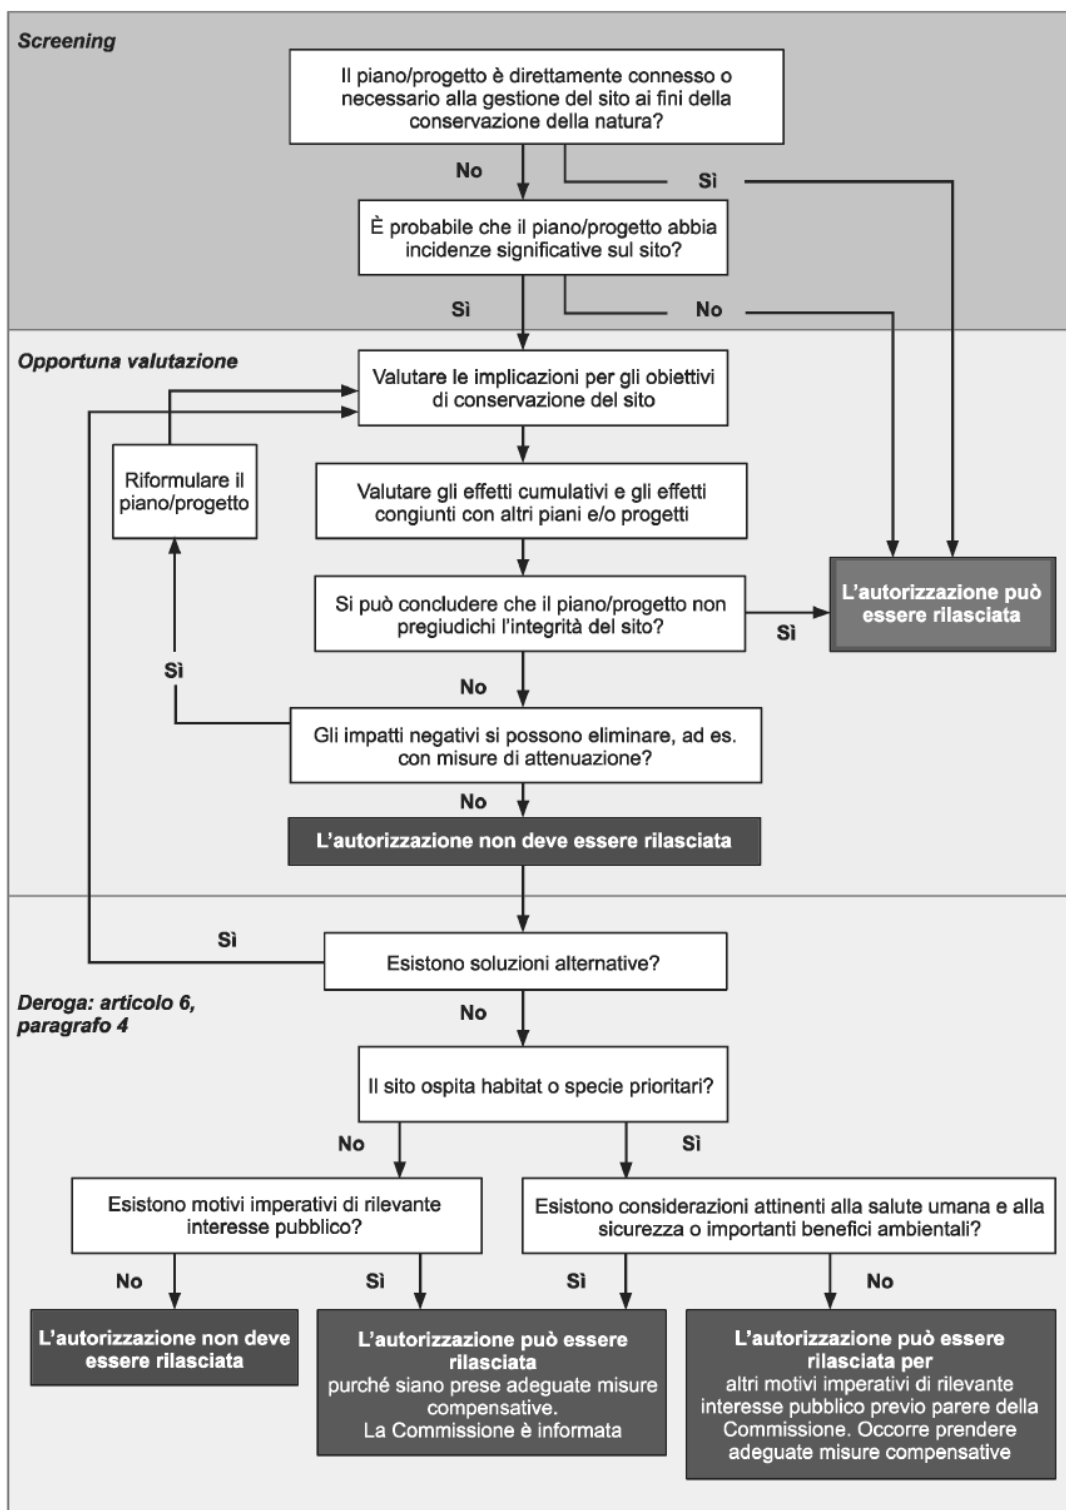 Screening
Il piano/progetto è direttamente connesso o
necessario alla gestione del sito ai fini della
conservazione della natura?
No
Sì
È probabile che il piano/progetto abbia
incidenze significative sul sito?
Sì
No
Opportuna valutazione
Valutare le implicazioni per gli obiettivi
di conservazione del sito
Riformulare il
piano/progetto
Valutare gli effetti cumulativi e gli effetti
congiunti con altri piani e/o progetti
Si può concludere che il piano/progetto non
pregiudichi l'integrità del sito?
Sì
L'autorizzazione può
essere rilasciata
Sì
No
Gli impatti negativi si possono eliminare, ad es.
con misure di attenuazione?
No
L'autorizzazione non deve essere rilasciata
Sì
Esistono soluzioni alternative?
Deroga: articolo 6,
paragrafo 4
No
Il sito ospita habitat o specie prioritari?
No
Sì
Esistono motivi imperativi di rilevante
interesse pubblico?
Esistono considerazioni attinenti alla salute umana e alla
sicurezza o importanti benefici ambientali?
No
Sì
Sì
No
L'autorizzazione non deve
essere rilasciata
L'autorizzazione può essere
rilasciata
purché siano prese adeguate misure
compensative.
La Commissione è informata
L'autorizzazione può essere
rilasciata per
altri motivi imperativi di rilevante
interesse pubblico previo parere della
Commissione. Occorre prendere
adeguate misure compensative